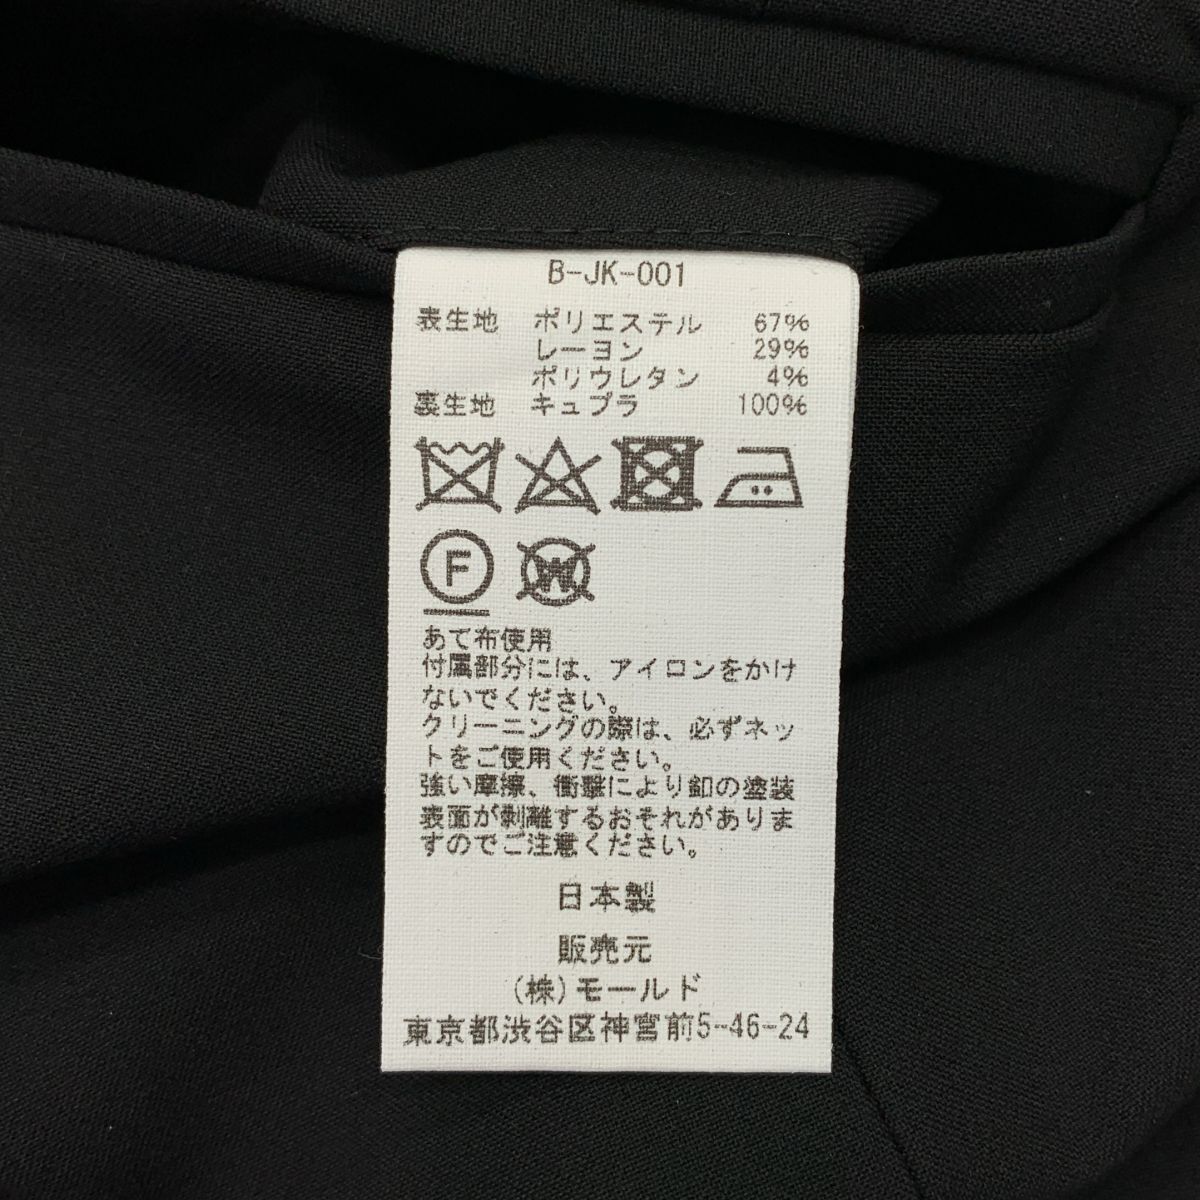 B-JK-001
表生地 ポリエステル 67%
レーヨン 29%
ポリウレタン 4%
裏生地 キュプラ 100%
F W
あて布使用
付属部分には、アイロンをかけ
ないでください。
クリーニングの際は、必ずネッ
トをご使用ください。
強い摩擦、衝撃により釦の塗装
表面が剥離するおそれがありま
すのでご注意ください。
日本製
販売元
(株)モールド
東京都渋谷区神宮前5-46-24